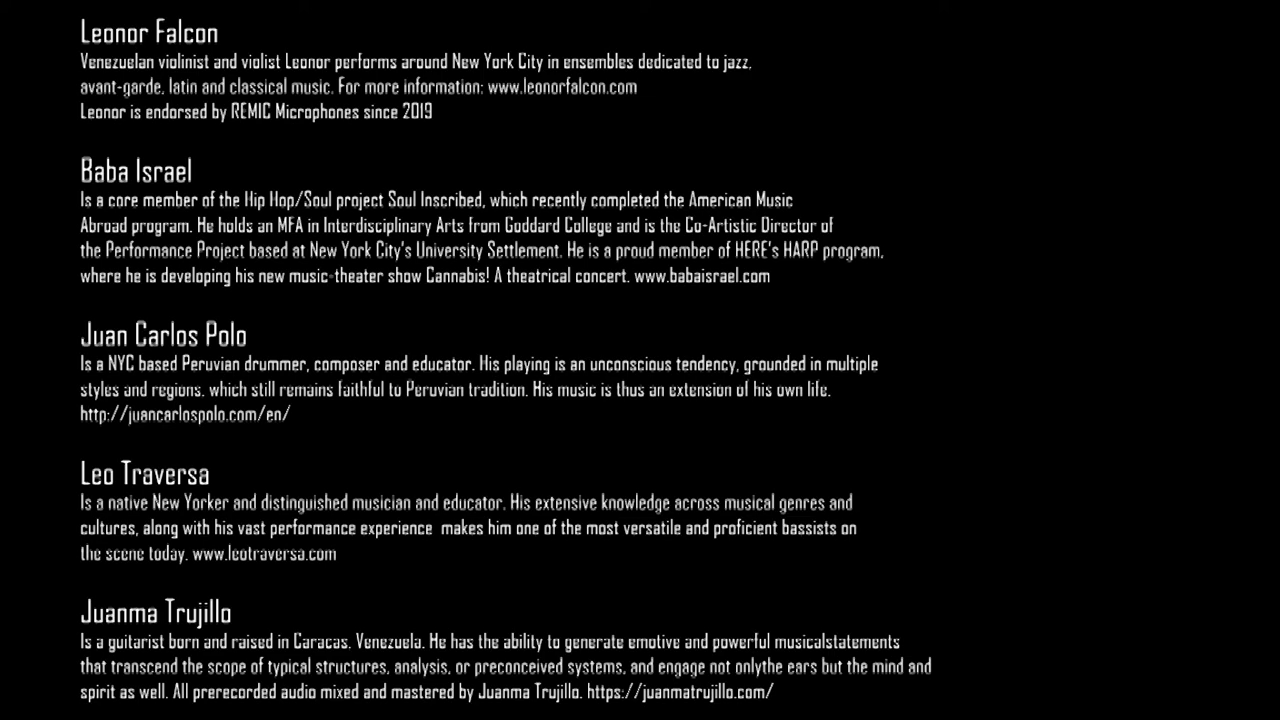 Leonor Falcon
Venezuelan violinist and violist Leonor performs around New York City in ensembles dedicated to jazz,
avant-garde, latin and classical music. For more information: www.leonorfalcon.com
Leonor is endorsed by REMIC Microphones since 2019
Baba Israel
Is a core member of the Hip Hop/Soul project Soul Inscribed, which recently completed the American Music
Abroad program. He holds an MFA in Interdisciplinary Arts from Goddard College and is the Co-Artistic Director of
the Performance Project based at New York City's University Settlement. He is a proud member of HERE's HARP program,
where he is developing his new music-theater show Cannabis! A theatrical concert. www.babaisrael.com
Juan Carlos Polo
Is a NYC based Peruvian drummer, composer and educator. His playing is an unconscious tendency, grounded in multiple
styles and regions, which still remains faithful to Peruvian tradition. His music is thus an extension of his own life.
http://juancarlospolo.com/en/
Leo Traversa
Is a native New Yorker and distinguished musician and educator. His extensive knowledge across musical genres and
cultures, along with his vast performance experience  makes him one of the most versatile and proficient bassists on
the scene today. www.leotraversa.com
Juanma Trujillo
Is a guitarist born and raised in Caracas, Venezuela. He has the ability to generate emotive and powerful musicalstatements
that transcend the scope of typical structures, analysis, or preconceived systems, and engage not onlythe ears but the mind and
spirit as well. All prerecorded audio mixed and mastered by Juanma Trujillo. https://juanmatrujillo.com/